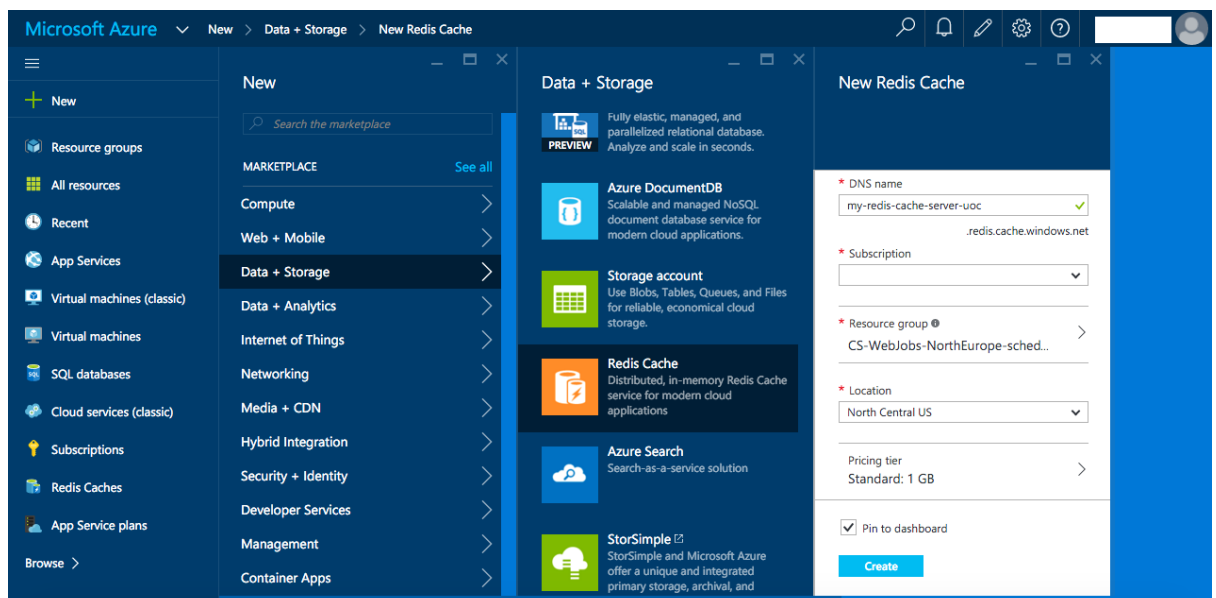 Microsoft Azure New > Data + Storage > New Redis Cache
New
Resource groups
All resources
Recent
App Services
Virtual machines (classic)
Virtual machines
SQL databases
Cloud services (classic)
Subscriptions
Redis Caches
App Service plans
Browse >
New
Search the marketplace
MARKETPLACE See all
Compute
Web + Mobile
Data + Storage
Data + Analytics
Internet of Things
Networking
Media + CDN
Hybrid Integration
Security + Identity
Developer Services
Management
Container Apps
Data + Storage
SQL
PREVIEW
Fully elastic, managed, and
parallelized relational database.
Analyze and scale in seconds.
Azure DocumentDB
Scalable and managed NoSQL
document database service for
modern cloud applications.
Storage account
Use Blobs, Tables, Queues, and Files
for reliable, economical cloud
storage.
Redis Cache
Distributed, in-memory Redis Cache
service for modern cloud
applications
Azure Search
Search-as-a-service solution
StorSimple
StorSimple and Microsoft Azure
offer a unique and integrated
primary storage, archival, and
New Redis Cache
* DNS name
my-redis-cache-server-uoc
.redis.cache.windows.net
* Subscription
* Resource group
CS-WebJobs-NorthEurope-sched...
* Location
North Central US
Pricing tier
Standard: 1 GB
Pin to dashboard
Create